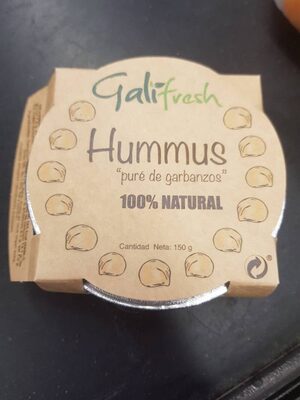 Galifresh
Hummus
"puré de garbanzos"
100% NATURAL
Cantidad Neta: 150 g
®